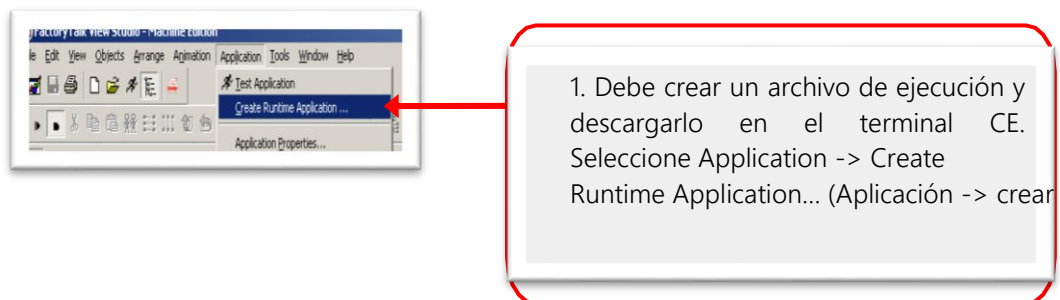 FactoryTalk View Studio - Machine Edition
Edit View Objects Arrange Animation Application Tools Window Help
Test Application
Create Runtime Application ...
Application Properties...
1. Debe crear un archivo de ejecución y
descargarlo en el terminal CE.
Seleccione Application -> Create
Runtime Application... (Aplicación -> crear